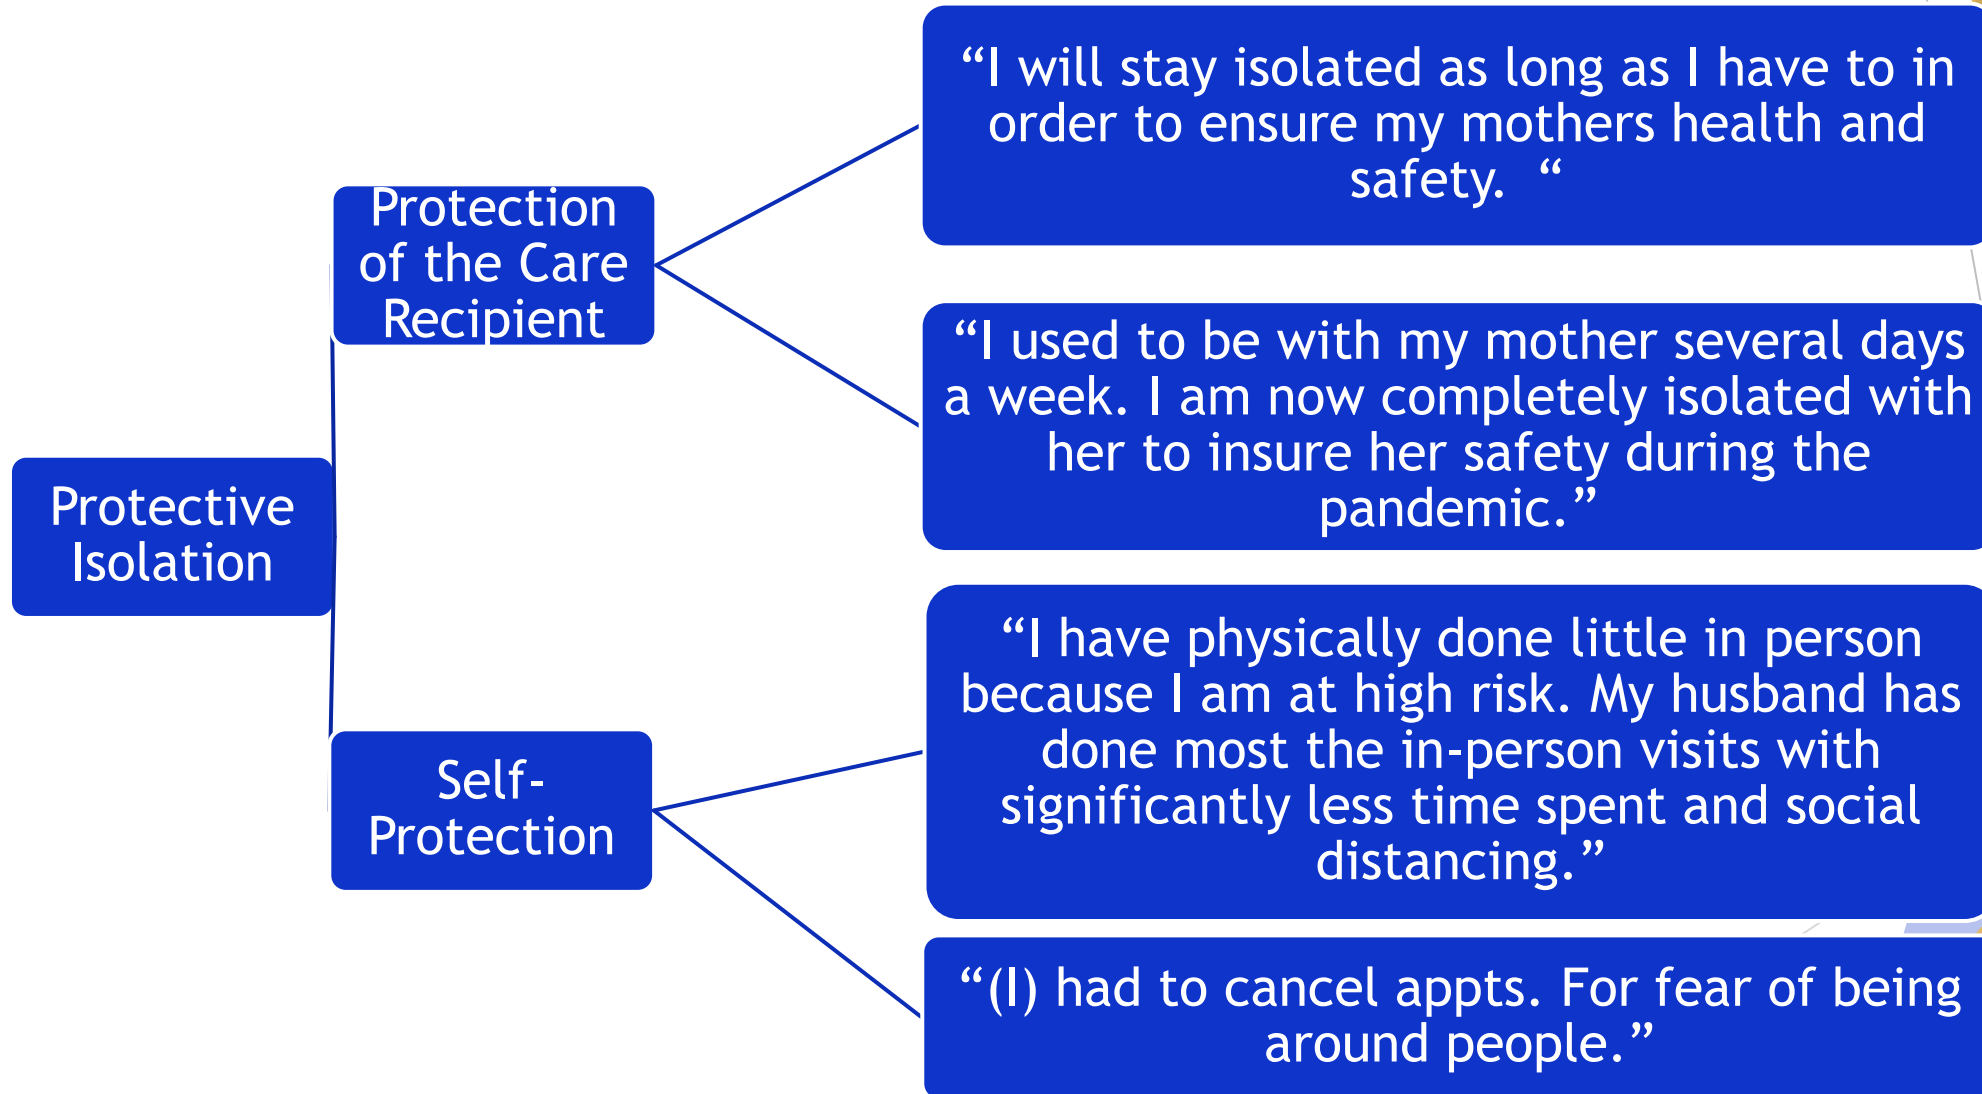 Protective
Isolation
Protection
of the Care
Recipient
“I will stay isolated as long as I have to in
order to ensure my mothers health and
safety.  “
“I used to be with my mother several days
a week. I am now completely isolated with
her to insure her safety during the
pandemic.”
Self-
Protection
“I have physically done little in person
because I am at high risk. My husband has
done most the in-person visits with
significantly less time spent and social
distancing.”
“(I) had to cancel appts. For fear of being
around people.”